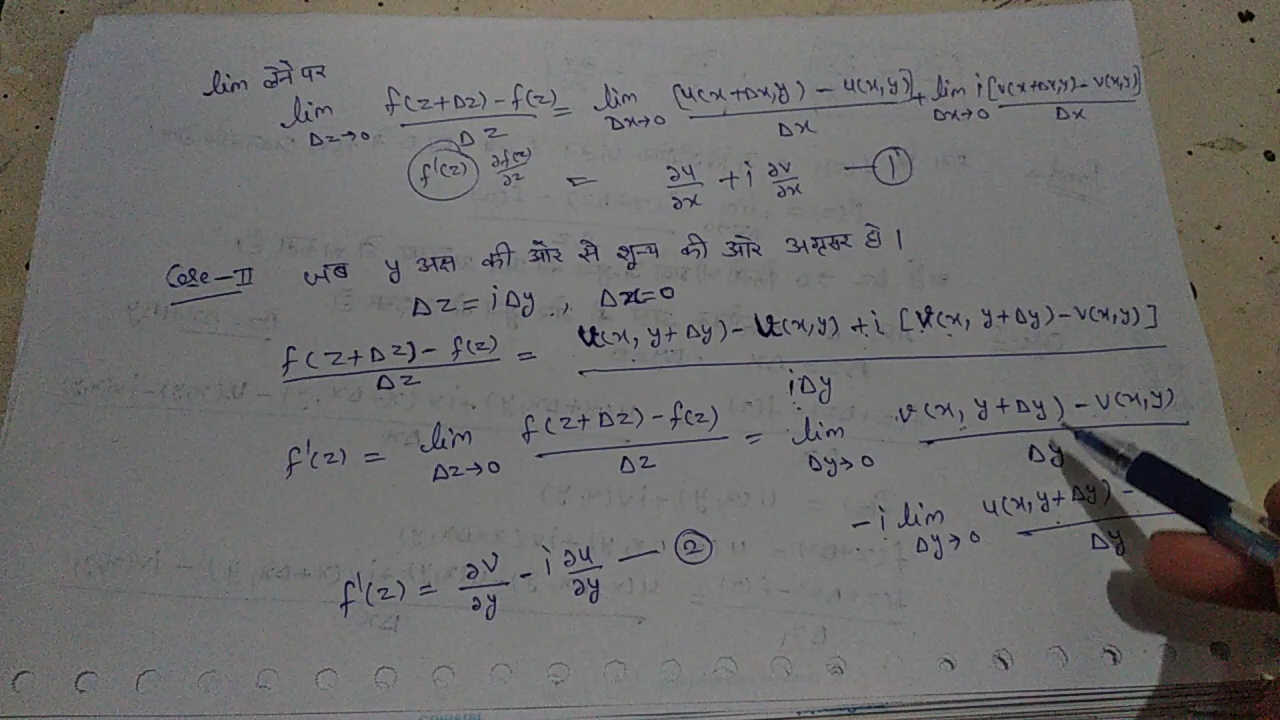 lim लेने पर
lim Δz→0 f(z+Δz)-f(z) / Δz = lim Δx→0 [u(x+Δx,y) - u(x,y)] / Δx + lim Δx→0 i[v(x+Δx,y) - v(x,y)] / Δx
f'(z) ∂f(z)/∂z = ∂u/∂x + i ∂v/∂x — ①
Case-II जब y अक्ष की ओर से शून्य की ओर अग्रसर हो।
Δz = iΔy, Δx=0
f(z+Δz)-f(z) / Δz = u(x, y+Δy) - u(x,y) + i [v(x, y+Δy) - v(x,y)] / iΔy
f'(z) = lim Δz→0 f(z+Δz)-f(z) / Δz = lim Δy→0 v(x, y+Δy) - v(x,y) / Δy
-i lim Δy→0 u(x, y+Δy) - / Δy
f'(z) = ∂v/∂y - i ∂u/∂y — ②